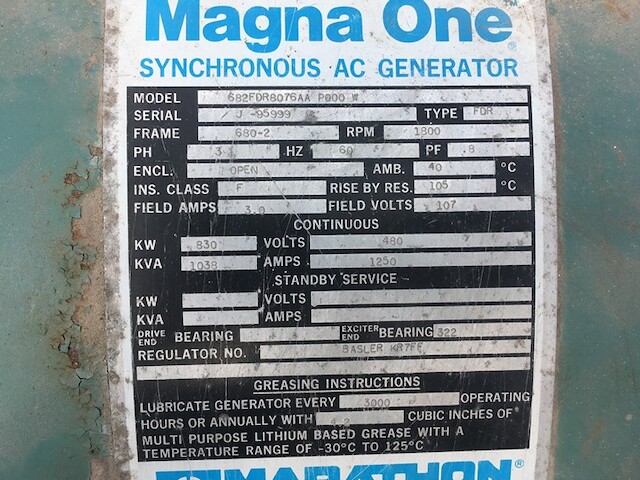 Magna One™
SYNCHRONOUS AC GENERATOR
MODEL 682FDR8076AA P000 W
SERIAL J -95999 TYPE FDR
FRAME 680-2 RPM 1800
PH 3 HZ 60 PF .8
ENCL. OPEN AMB. 40 °C
INS. CLASS F RISE BY RES. 105 °C
FIELD AMPS 3.0 FIELD VOLTS 107
CONTINUOUS
KW 830 VOLTS 480
KVA 1038 AMPS 1250
STANDBY SERVICE
KW VOLTS
KVA AMPS
DRIVE END BEARING EXCITER END BEARING 322
REGULATOR NO. BASLER KR7FF
GREASING INSTRUCTIONS
LUBRICATE GENERATOR EVERY 3000 OPERATING
HOURS OR ANNUALLY WITH CUBIC INCHES OF
MULTI PURPOSE LITHIUM BASED GREASE WITH A
TEMPERATURE RANGE OF -30°C TO 125°C
MARATHON®